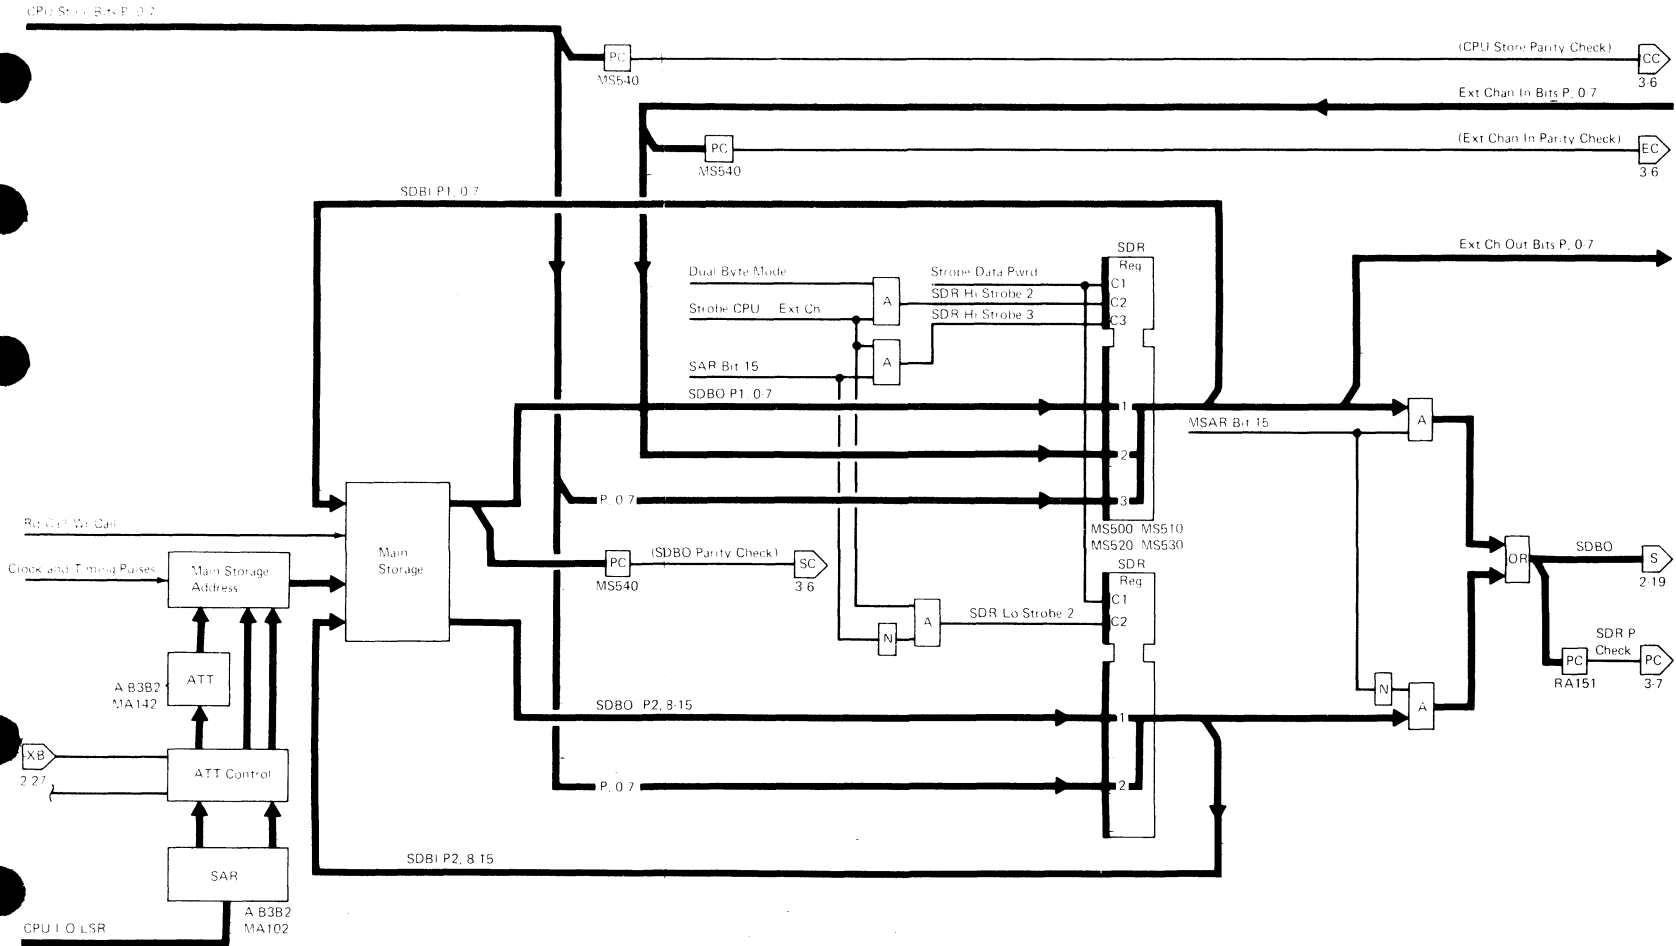 CPU Store Bits P, 0-7
PC
MS540
(CPU Store Parity Check)
CC
3-6
Ext Chan In Bits P, 0-7
PC
MS540
(Ext Chan In Parity Check)
EC
3-6
SDBI P1, 0-7
Ext Ch Out Bits P, 0-7
SDR
Reg
C1
C2
C3
Dual Byte Mode
A
Strobe Data Pwrd
SDR Hi Strobe 2
Strobe CPU Ext Ch
SDR Hi Strobe 3
A
SAR Bit 15
SDBO P1, 0-7
1
MSAR Bit 15
A
2
P, 0-7
3
MS500 MS510
MS520 MS530
Main
Storage
Clock and Timing Pulses
Main Storage
Address
PC
MS540
(SDBO Parity Check)
SC
3-6
SDR
Reg
C1
C2
OR
SDBO
S
2-19
A
N
SDR Lo Strobe 2
SDR P
Check
PC
RA151
PC
3-7
ATT
A-B3B2
MA142
N
A
SDBO P2, 8-15
1
XB
2-27
ATT Control
P, 0-7
2
SDBI P2, 8-15
SAR
A-B3B2
MA102
CPU I/O LSR